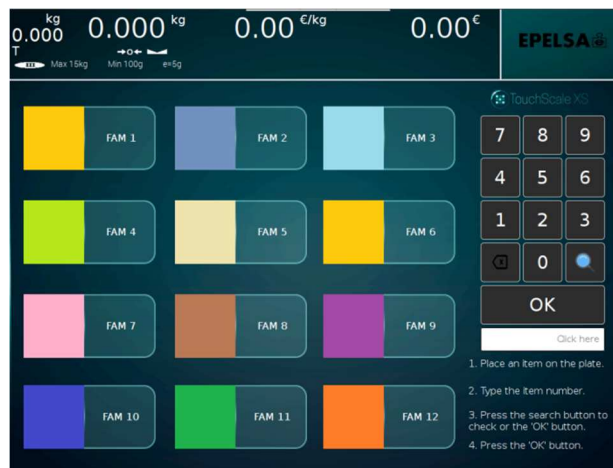 kg
0.000
T
0.000 kg
0.00 €/kg
0.00 €
→o←
Max 15kg Min 100g e=5g
EPELSA
TouchScale XS
FAM 1
FAM 2
FAM 3
FAM 4
FAM 5
FAM 6
FAM 7
FAM 8
FAM 9
FAM 10
FAM 11
FAM 12
7 8 9
4 5 6
1 2 3
0
OK
Click here
1. Place an item on the plate.
2. Type the item number.
3. Press the search button to
check or the 'OK' button.
4. Press the 'OK' button.